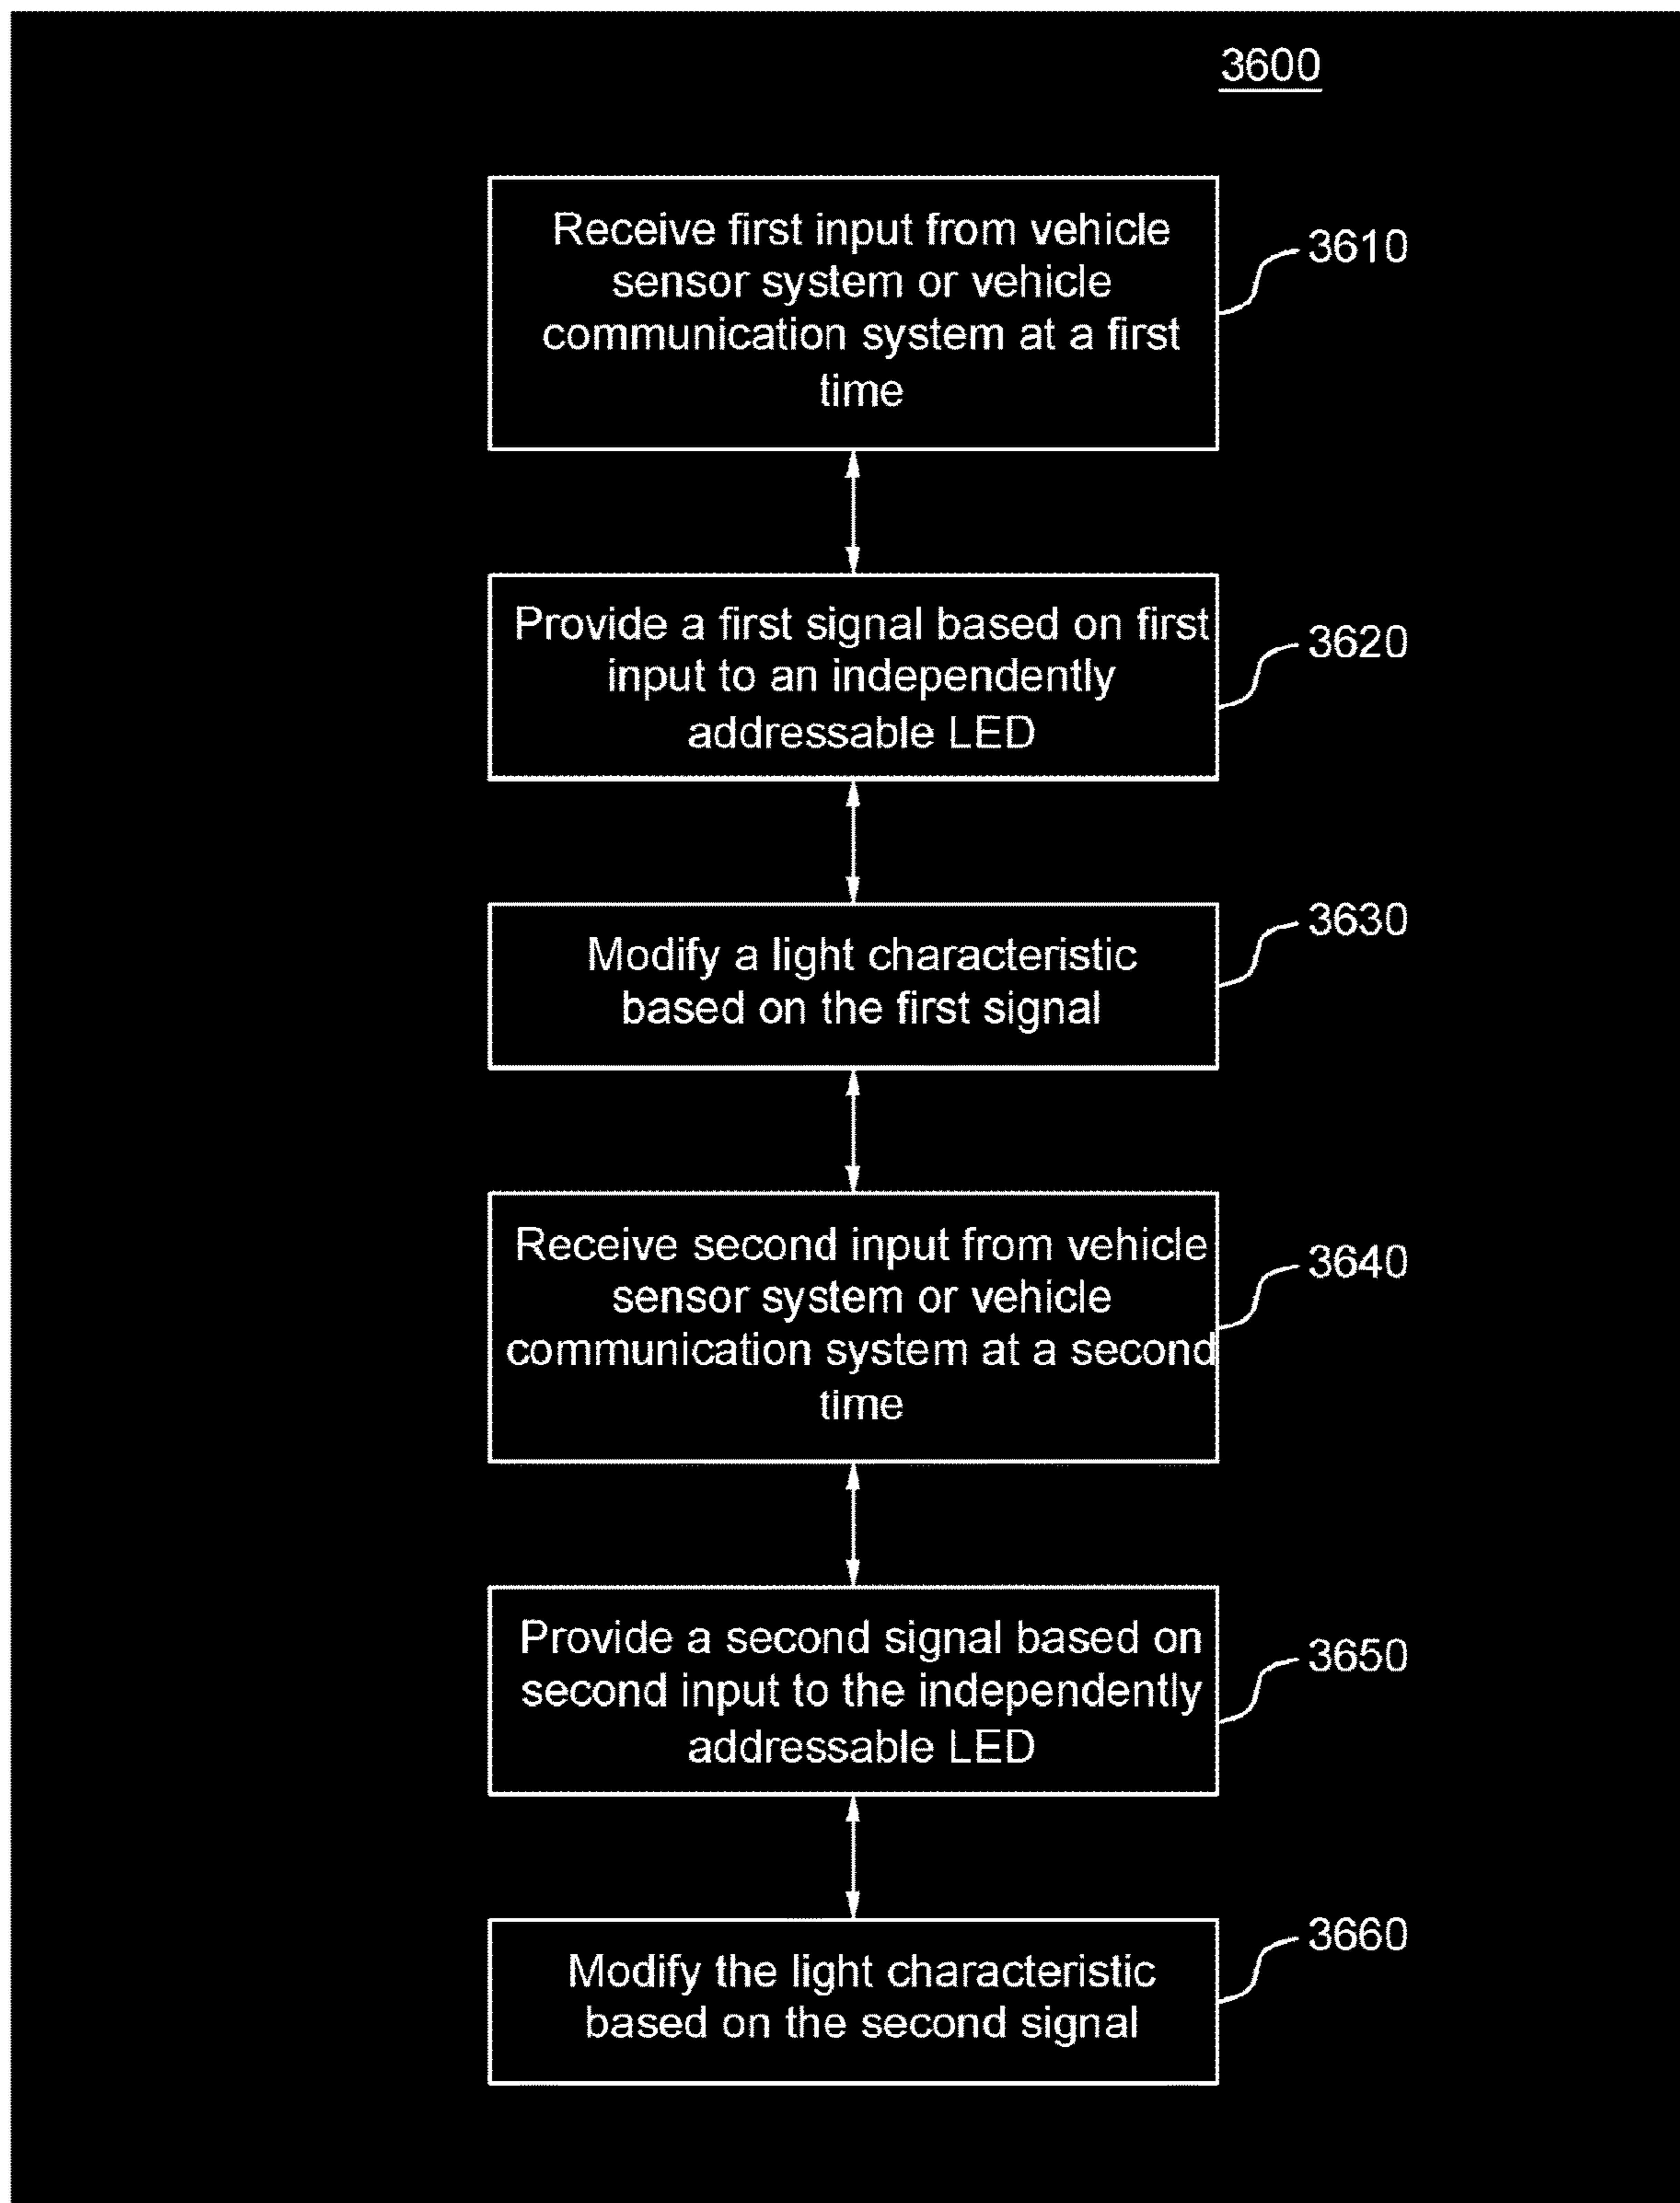 3600
Receive first input from vehicle
sensor system or vehicle
communication system at a first
time
3610
Provide a first signal based on first
input to an independently
addressable LED
3620
Modify a light characteristic
based on the first signal
3630
Receive second input from vehicle
sensor system or vehicle
communication system at a second
time
3640
Provide a second signal based on
second input to the independently
addressable LED
3650
Modify the light characteristic
based on the second signal
3660